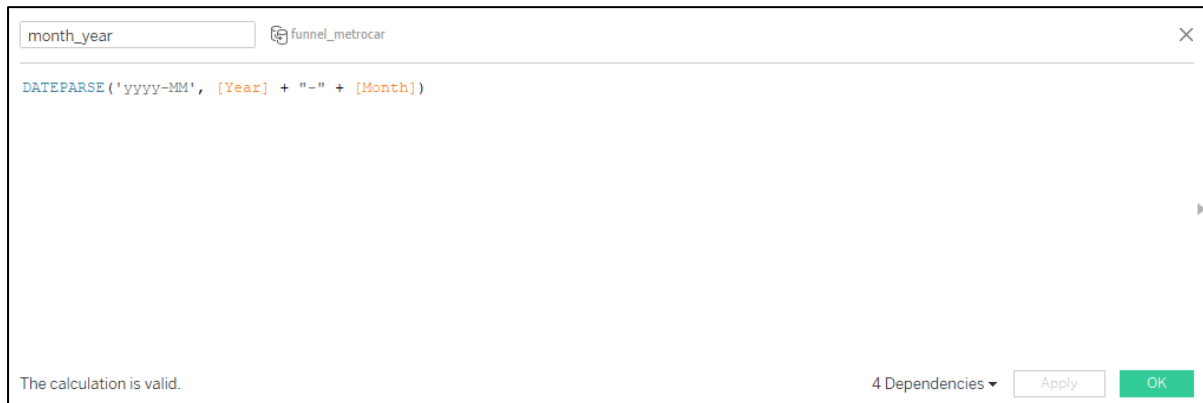 month_year
funnel_metrocar
DATEPARSE('yyyy-MM', [Year] + "-" + [Month])
The calculation is valid.
4 Dependencies
Apply
OK